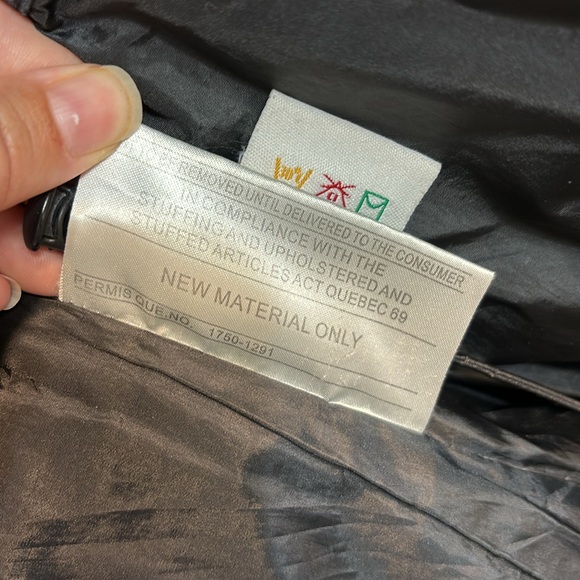 BE REMOVED UNTIL DELIVERED TO THE CONSUMER
IN COMPLIANCE WITH THE
STUFFING AND UPHOLSTERED AND
STUFFED ARTICLES ACT QUEBEC 69
NEW MATERIAL ONLY
PERMIS QUE.NO. 1750-1291